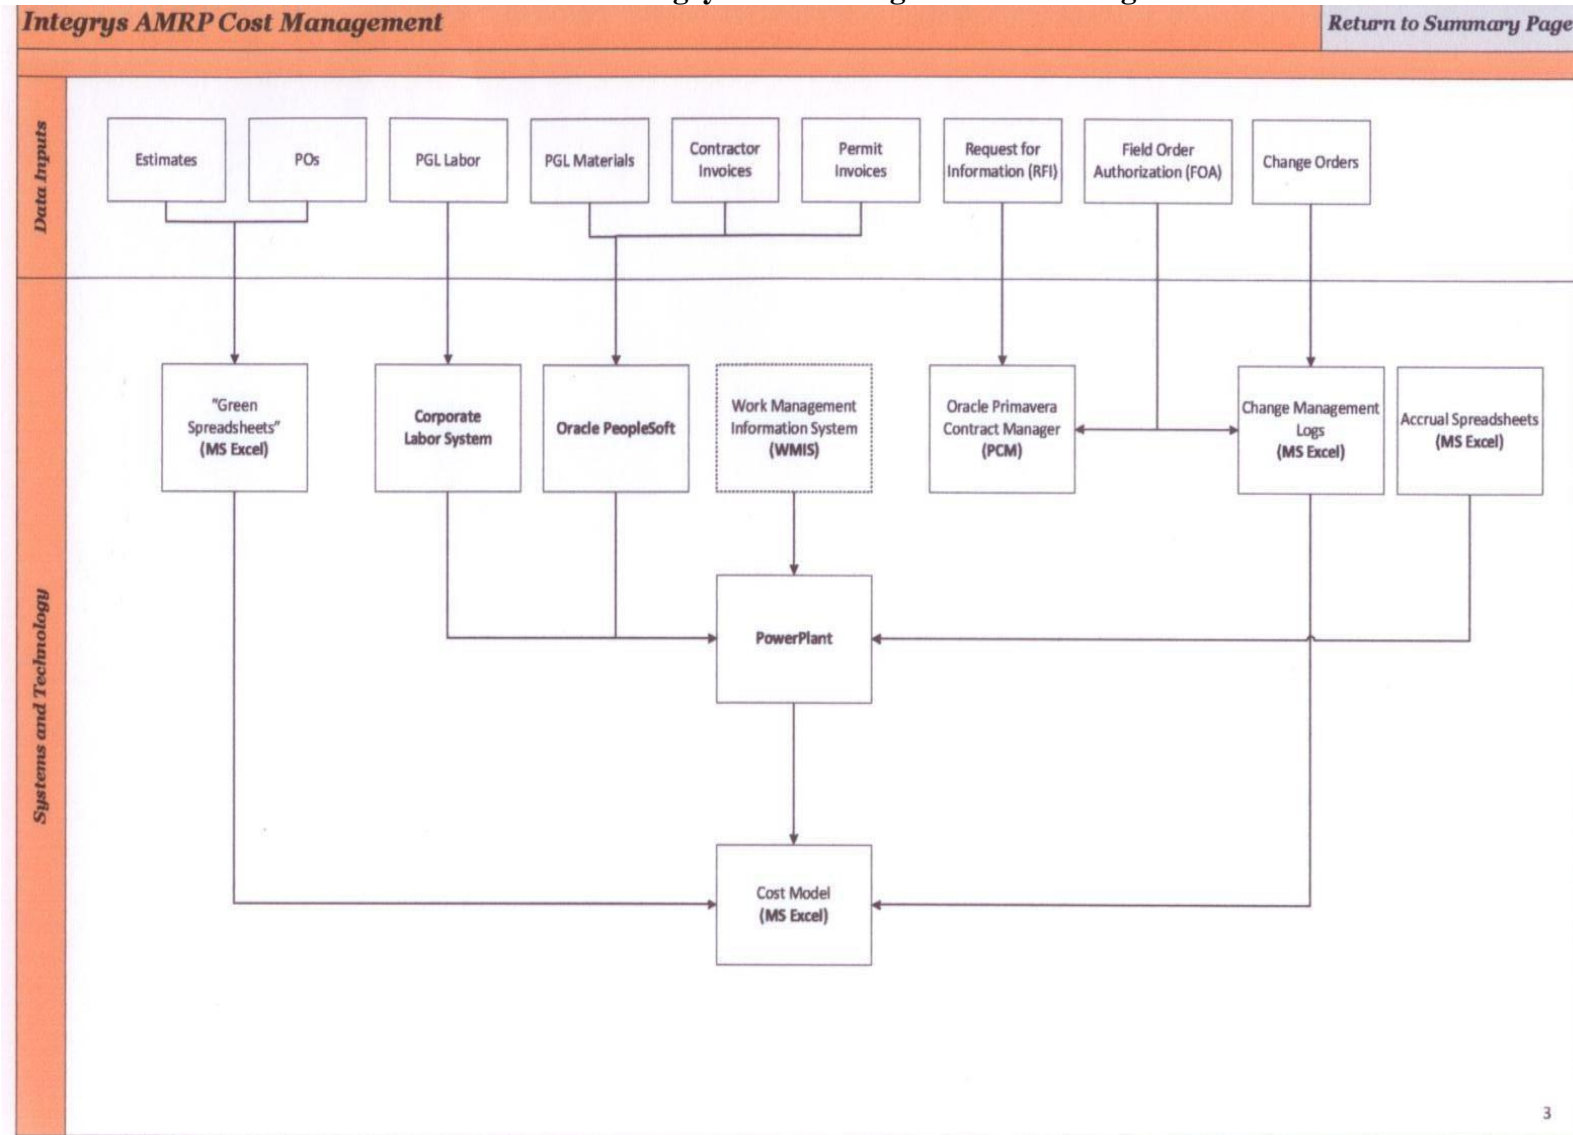 Integrys AMRP Cost Management
Return to Summary Page
Data Inputs
Estimates
POs
PGL Labor
PGL Materials
Contractor
Invoices
Permit
Invoices
Request for
Information (RFI)
Field Order
Authorization (FOA)
Change Orders
Systems and Technology
"Green
Spreadsheets"
(MS Excel)
Corporate
Labor System
Oracle PeopleSoft
Work Management
Information System
(WMIS)
Oracle Primavera
Contract Manager
(PCM)
Change Management
Logs
(MS Excel)
Accrual Spreadsheets
(MS Excel)
PowerPlant
Cost Model
(MS Excel)
3